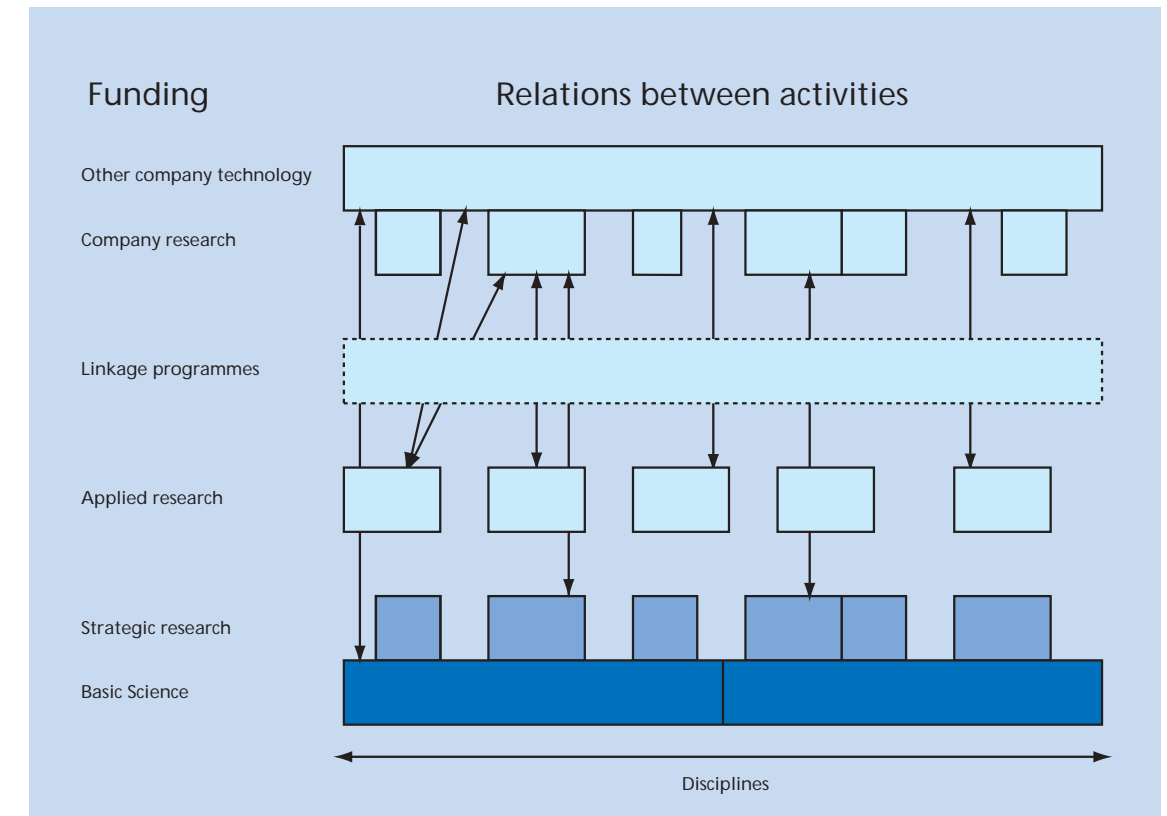 Funding
Relations between activities
Other company technology
Company research
Linkage programmes
Applied research
Strategic research
Basic Science
Disciplines